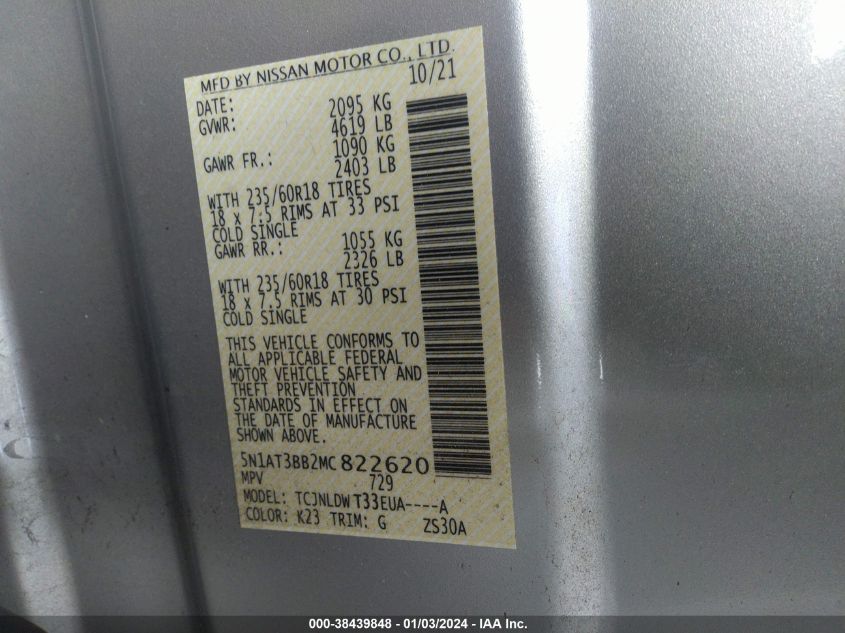 MFD BY NISSAN MOTOR CO., LTD.
DATE: 10/21
GVWR: 2095 KG
4619 LB
GAWR FR.: 1090 KG
2403 LB
WITH 235/60R18 TIRES
18 x 7.5 RIMS AT 33 PSI
COLD SINGLE
GAWR RR.: 1055 KG
2326 LB
WITH 235/60R18 TIRES
18 x 7.5 RIMS AT 30 PSI
COLD SINGLE
THIS VEHICLE CONFORMS TO
ALL APPLICABLE FEDERAL
MOTOR VEHICLE SAFETY AND
THEFT PREVENTION
STANDARDS IN EFFECT ON
THE DATE OF MANUFACTURE
SHOWN ABOVE.
5N1AT3BB2MC822620
MPV 729
MODEL: TCJNLDWT33EUA----A
COLOR: K23 TRIM: G ZS30A
000-38439848 - 01/03/2024 - IAA Inc.